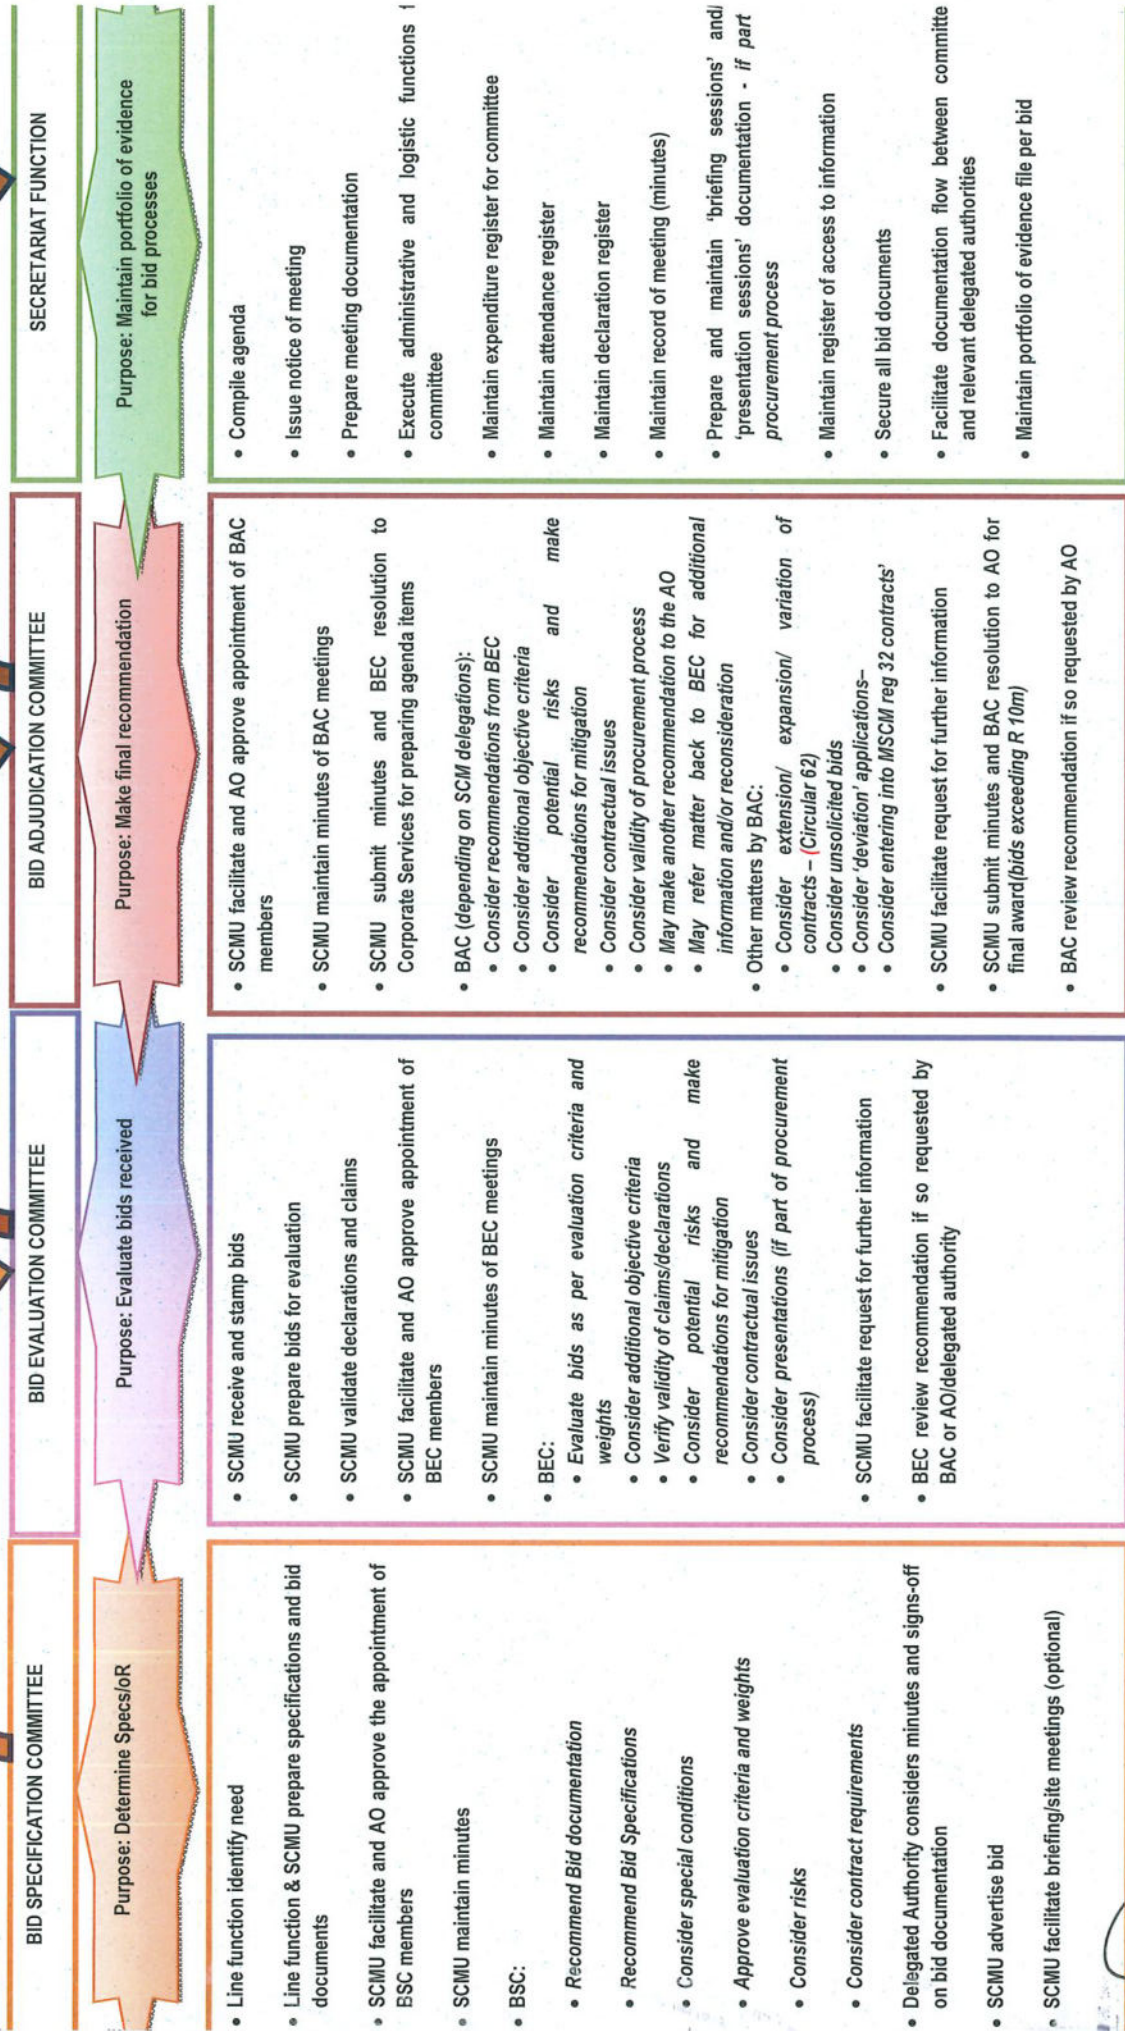 BID SPECIFICATION COMMITTEE
Purpose: Determine Specs/oR
• Line function identify need
• Line function & SCMU prepare specifications and bid
documents
• SCMU facilitate and AO approve the appointment of
BSC members
• SCMU maintain minutes
• BSC:
• Recommend Bid documentation
• Recommend Bid Specifications
• Consider special conditions
• Approve evaluation criteria and weights
• Consider risks
• Consider contract requirements
• Delegated Authority considers minutes and signs-off
on bid documentation
• SCMU advertise bid
• SCMU facilitate briefing/site meetings (optional)
BID EVALUATION COMMITTEE
Purpose: Evaluate bids received
• SCMU receive and stamp bids
• SCMU prepare bids for evaluation
• SCMU validate declarations and claims
• SCMU facilitate and AO approve appointment of
BEC members
• SCMU maintain minutes of BEC meetings
• BEC:
• Evaluate bids as per evaluation criteria and
weights
• Consider additional objective criteria
• Verify validity of claims/declarations
• Consider potential risks and make
recommendations for mitigation
• Consider contractual issues
• Consider presentations (if part of procurement
process)
• SCMU facilitate request for further information
• BEC review recommendation if so requested by
BAC or AO/delegated authority
BID ADJUDICATION COMMITTEE
Purpose: Make final recommendation
• SCMU facilitate and AO approve appointment of BAC
members
• SCMU maintain minutes of BAC meetings
• SCMU submit minutes and BEC resolution to
Corporate Services for preparing agenda items
• BAC (depending on SCM delegations):
• Consider recommendations from BEC
• Consider additional objective criteria
• Consider potential risks and make
recommendations for mitigation
• Consider contractual issues
• Consider validity of procurement process
• May make another recommendation to the AO
• May refer matter back to BEC for additional
information and/or reconsideration
• Other matters by BAC:
• Consider extension/ expansion/ variation of
contracts – (Circular 62)
• Consider unsolicited bids
• Consider 'deviation' applications–
• Consider entering into MSCM reg 32 contracts'
• SCMU facilitate request for further information
• SCMU submit minutes and BAC resolution to AO for
final award(bids exceeding R 10m)
• BAC review recommendation if so requested by AO
SECRETARIAT FUNCTION
Purpose: Maintain portfolio of evidence
for bid processes
• Compile agenda
• Issue notice of meeting
• Prepare meeting documentation
• Execute administrative and logistic functions f
committee
• Maintain expenditure register for committee
• Maintain attendance register
• Maintain declaration register
• Maintain record of meeting (minutes)
• Prepare and maintain 'briefing sessions' and/
'presentation sessions' documentation - if part
procurement process
• Maintain register of access to information
• Secure all bid documents
• Facilitate documentation flow between committe
and relevant delegated authorities
• Maintain portfolio of evidence file per bid